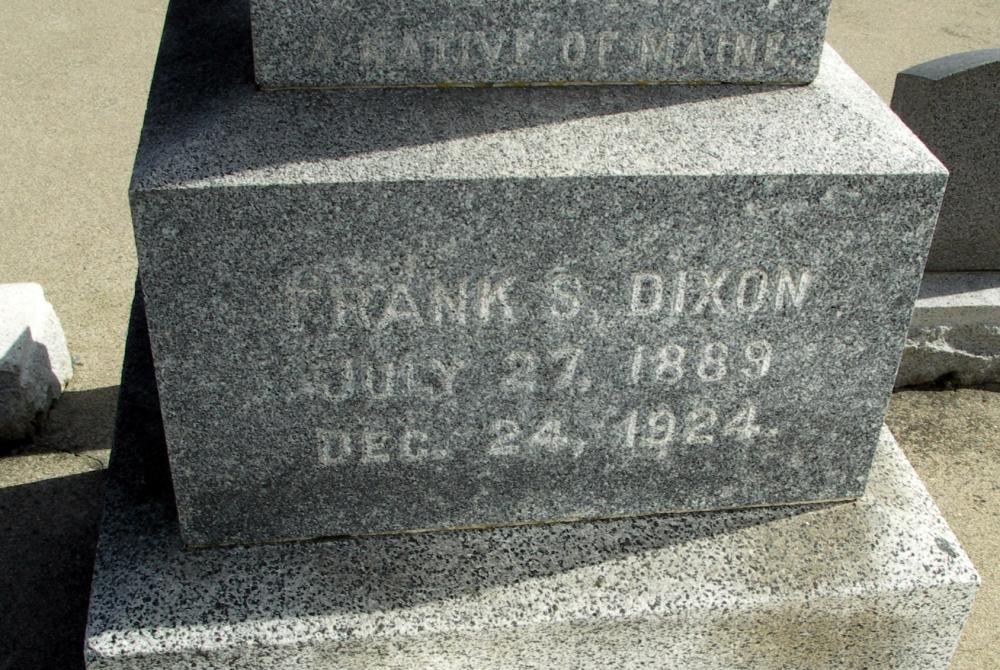 A NATIVE OF MAINE.
FRANK S. DIXON
JULY 27, 1889
DEC. 24, 1924.